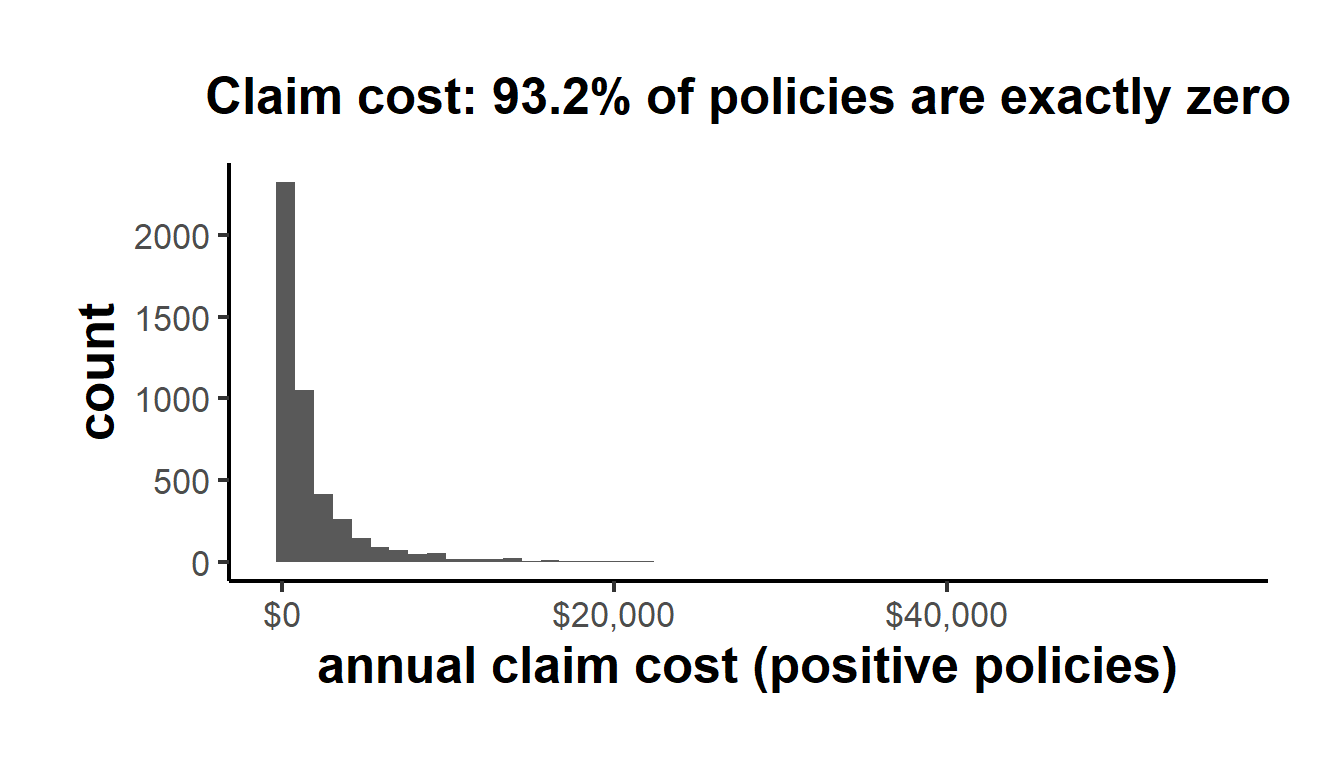 Claim cost: 93.2% of policies are exactly zero
count
2000
1500
1000
500
0
$0 $20,000 $40,000
annual claim cost (positive policies)